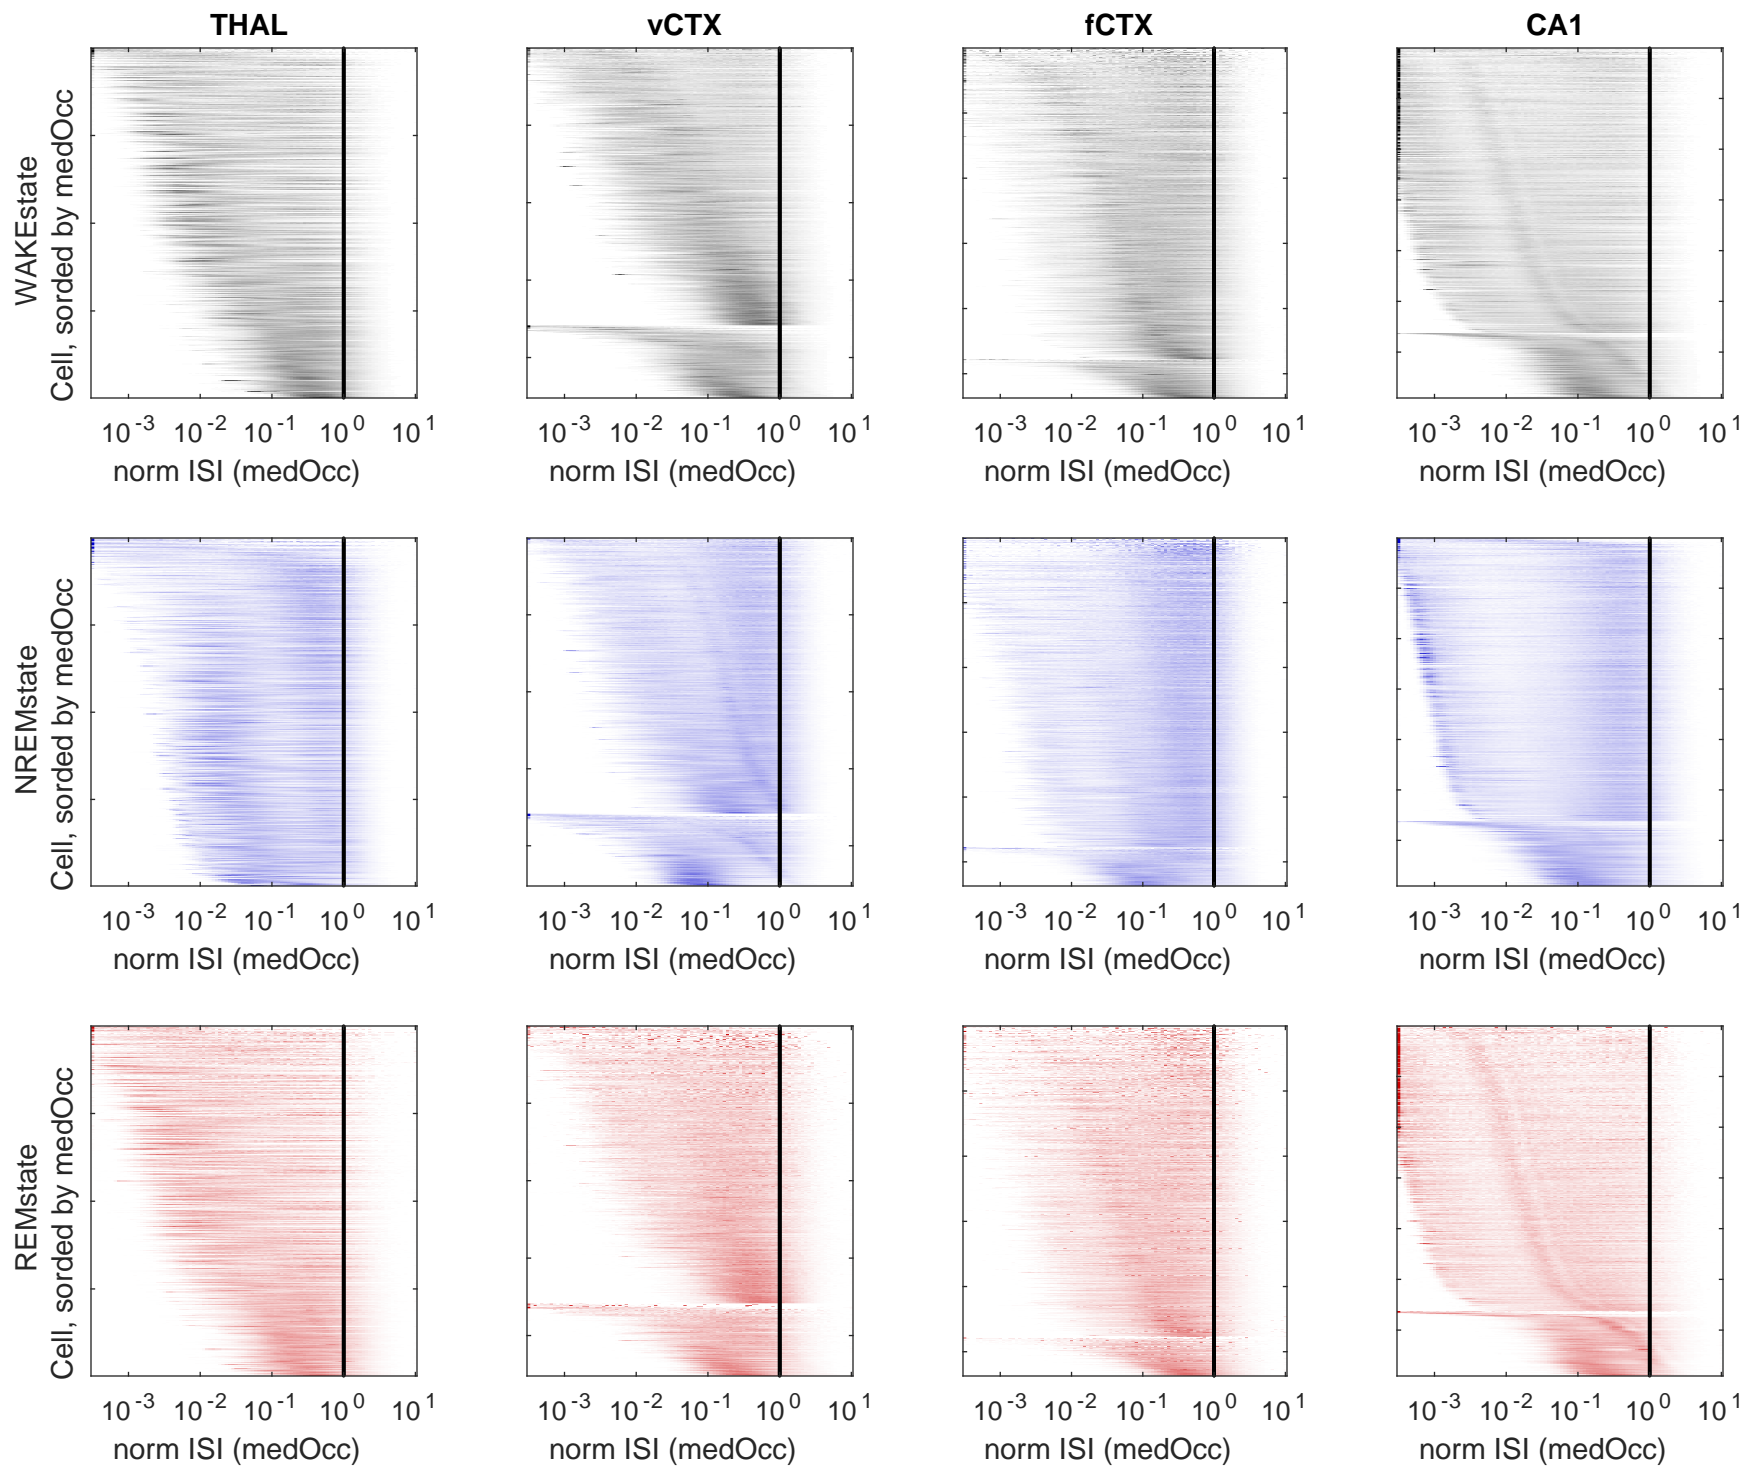 THAL vCTX fCTX CA1
WAKEstate
Cell, sorded by medOcc
10^-3 10^-2 10^-1 10^0 10^1 10^-3 10^-2 10^-1 10^0 10^1 10^-3 10^-2 10^-1 10^0 10^1 10^-3 10^-2 10^-1 10^0 10^1
norm ISI (medOcc) norm ISI (medOcc) norm ISI (medOcc) norm ISI (medOcc)
NREMstate
Cell, sorded by medOcc
10^-3 10^-2 10^-1 10^0 10^1 10^-3 10^-2 10^-1 10^0 10^1 10^-3 10^-2 10^-1 10^0 10^1 10^-3 10^-2 10^-1 10^0 10^1
norm ISI (medOcc) norm ISI (medOcc) norm ISI (medOcc) norm ISI (medOcc)
REMstate
Cell, sorded by medOcc
10^-3 10^-2 10^-1 10^0 10^1 10^-3 10^-2 10^-1 10^0 10^1 10^-3 10^-2 10^-1 10^0 10^1 10^-3 10^-2 10^-1 10^0 10^1
norm ISI (medOcc) norm ISI (medOcc) norm ISI (medOcc) norm ISI (medOcc)